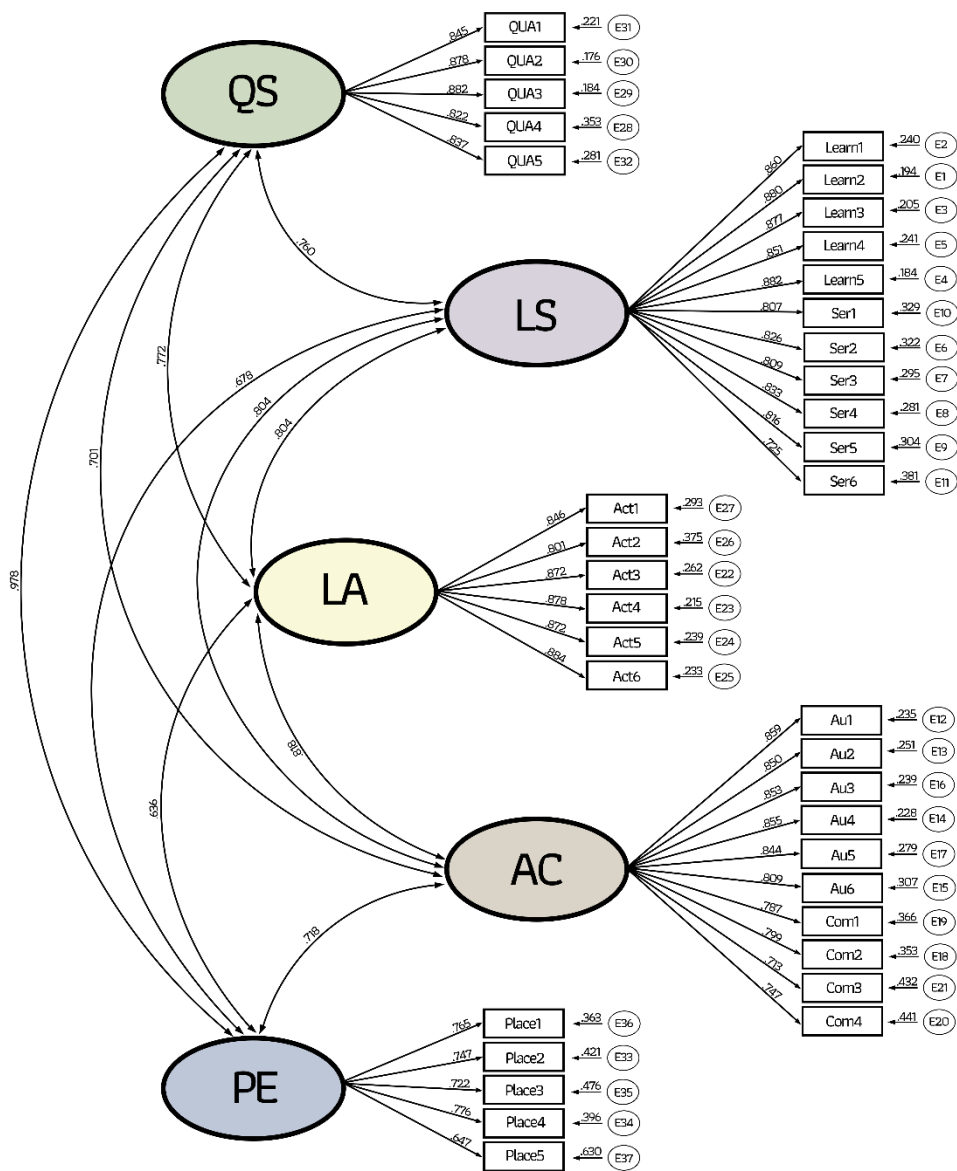 QS
.845 QUA1 .221 E31
.878 QUA2 .176 E30
.882 QUA3 .184 E29
.822 QUA4 .353 E28
.837 QUA5 .281 E32
LS
.860 Learn1 .240 E2
.880 Learn2 .194 E1
.877 Learn3 .205 E3
.851 Learn4 .241 E5
.882 Learn5 .184 E4
.807 Ser1 .329 E10
.826 Ser2 .322 E6
.809 Ser3 .295 E7
.833 Ser4 .281 E8
.816 Ser5 .304 E9
.725 Ser6 .381 E11
LA
.846 Act1 .293 E27
.801 Act2 .375 E26
.872 Act3 .262 E22
.878 Act4 .215 E23
.872 Act5 .239 E24
.884 Act6 .233 E25
AC
.859 Au1 .235 E12
.850 Au2 .251 E13
.853 Au3 .239 E16
.855 Au4 .228 E14
.844 Au5 .279 E17
.809 Au6 .307 E15
.787 Com1 .366 E19
.799 Com2 .353 E18
.713 Com3 .432 E21
.747 Com4 .441 E20
PE
.765 Place1 .363 E36
.747 Place2 .421 E33
.722 Place3 .476 E35
.776 Place4 .396 E34
.647 Place5 .630 E37
.760
.772
.678
.804
.804
.701
.978
.818
.636
.718